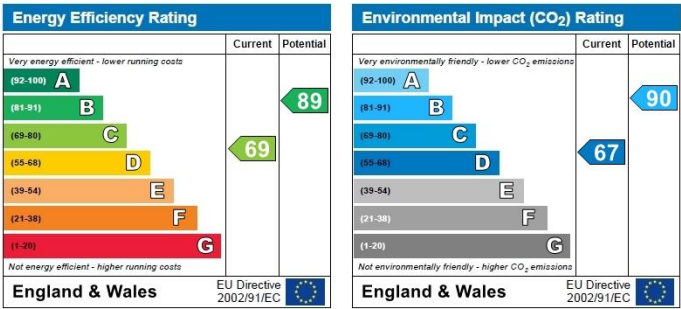 Energy Efficiency Rating
Current Potential
Very energy efficient - lower running costs
(92-100) A
(81-91) B
(69-80) C
(55-68) D
(39-54) E
(21-38) F
(1-20) G
89
69
Not energy efficient - higher running costs
England & Wales
EU Directive
2002/91/EC
Environmental Impact (CO₂) Rating
Current Potential
Very environmentally friendly - lower CO₂ emissions
(92-100) A
(81-91) B
(69-80) C
(55-68) D
(39-54) E
(21-38) F
(1-20) G
90
67
Not environmentally friendly - higher CO₂ emissions
England & Wales
EU Directive
2002/91/EC